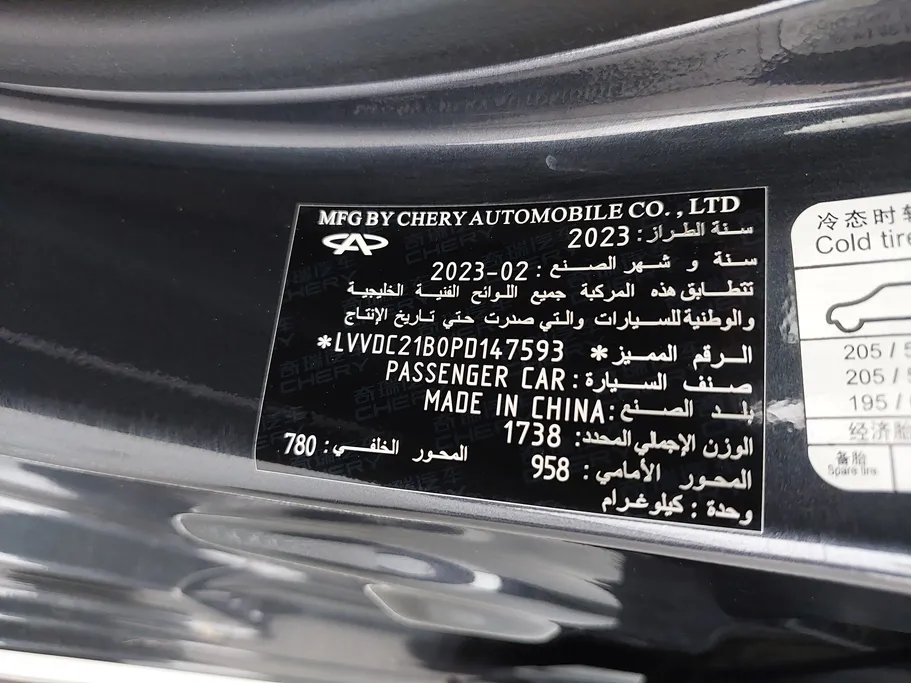 MFG BY CHERY AUTOMOBILE CO. , LTD
سنة الطراز: 2023
سنة و شهر الصنع : 2023-02
تتطابق هذه المركبة جميع اللوائح الفنية الخليجية
والوطنية للسيارات والتي صدرت حتي تاريخ الإنتاج
الرقم المميز* LVVDC21B0PD147593*
صنف السيارة: PASSENGER CAR
بلد الصنع: MADE IN CHINA
الوزن الإجمالي المحدد: 1738
المحور الأمامي: 958 المحور الخلفي: 780
وحدة : كيلوغرام
冷态时轮
Cold tire
205 / 5
205 / 5
195 /
经济胎
备胎
Spare tire